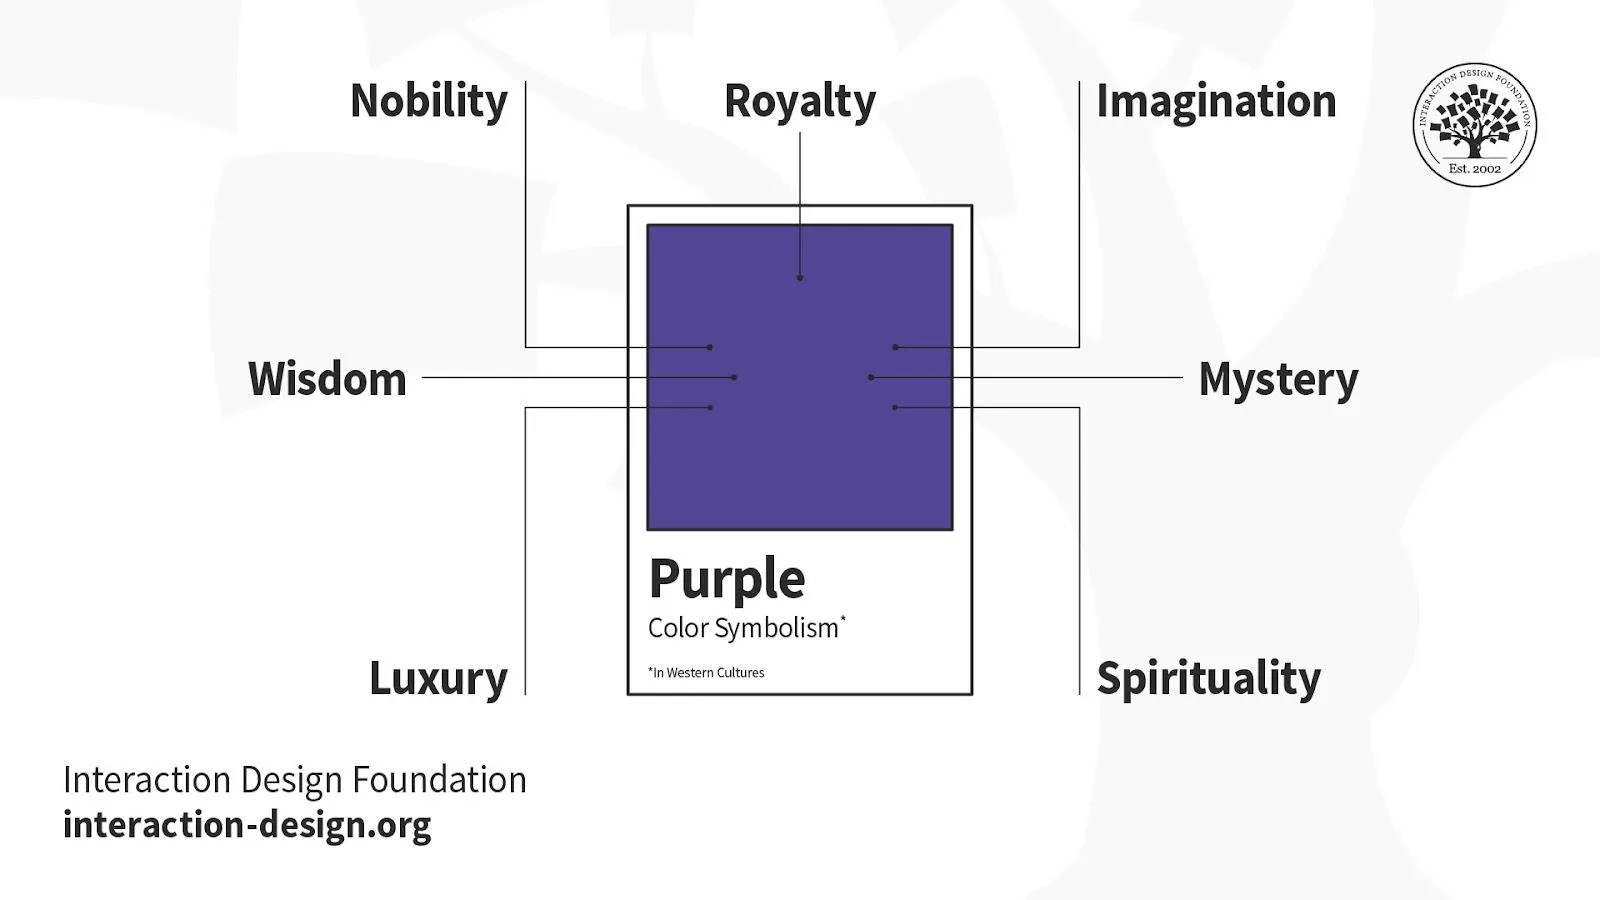 Nobility
Royalty
Imagination
INTERACTION DESIGN FOUNDATION
Est. 2002
Wisdom
Mystery
Purple
Color Symbolism*
*In Western Cultures
Luxury
Spirituality
Interaction Design Foundation
interaction-design.org